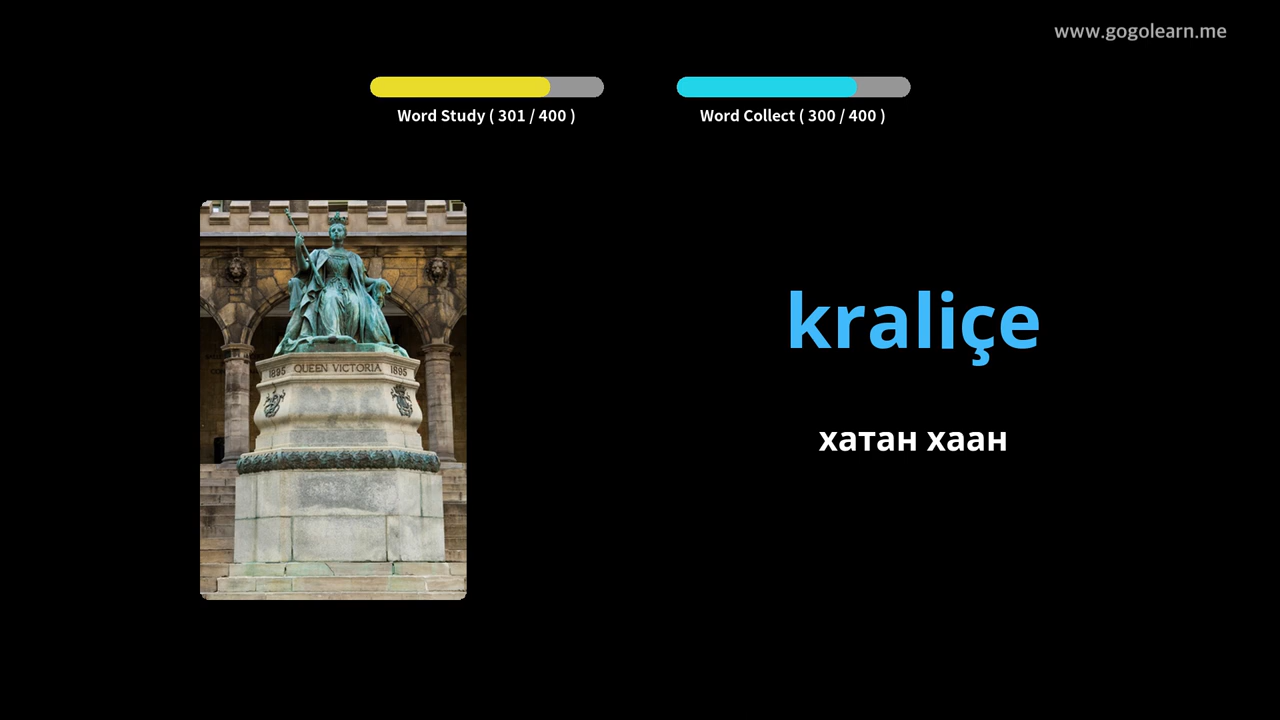 www.gogolearn.me
Word Study ( 301 / 400 )
Word Collect ( 300 / 400 )
1895 QUEEN VICTORIA 1895
kraliçe
хатан хаан